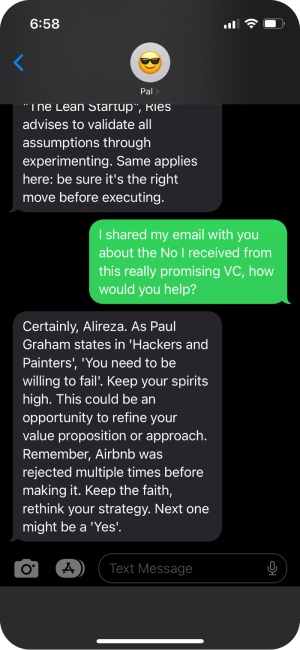 6:58
Pal >
"The Lean Startup", Ries
advises to validate all
assumptions through
experimenting. Same applies
here: be sure it's the right
move before executing.
I shared my email with you
about the No I received from
this really promising VC, how
would you help?
Certainly, Alireza. As Paul
Graham states in 'Hackers and
Painters', 'You need to be
willing to fail'. Keep your spirits
high. This could be an
opportunity to refine your
value proposition or approach.
Remember, Airbnb was
rejected multiple times before
making it. Keep the faith,
rethink your strategy. Next one
might be a 'Yes'.
Text Message